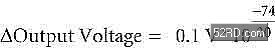 −74
ΔOutput Voltage = 0.1 V
52RD.com